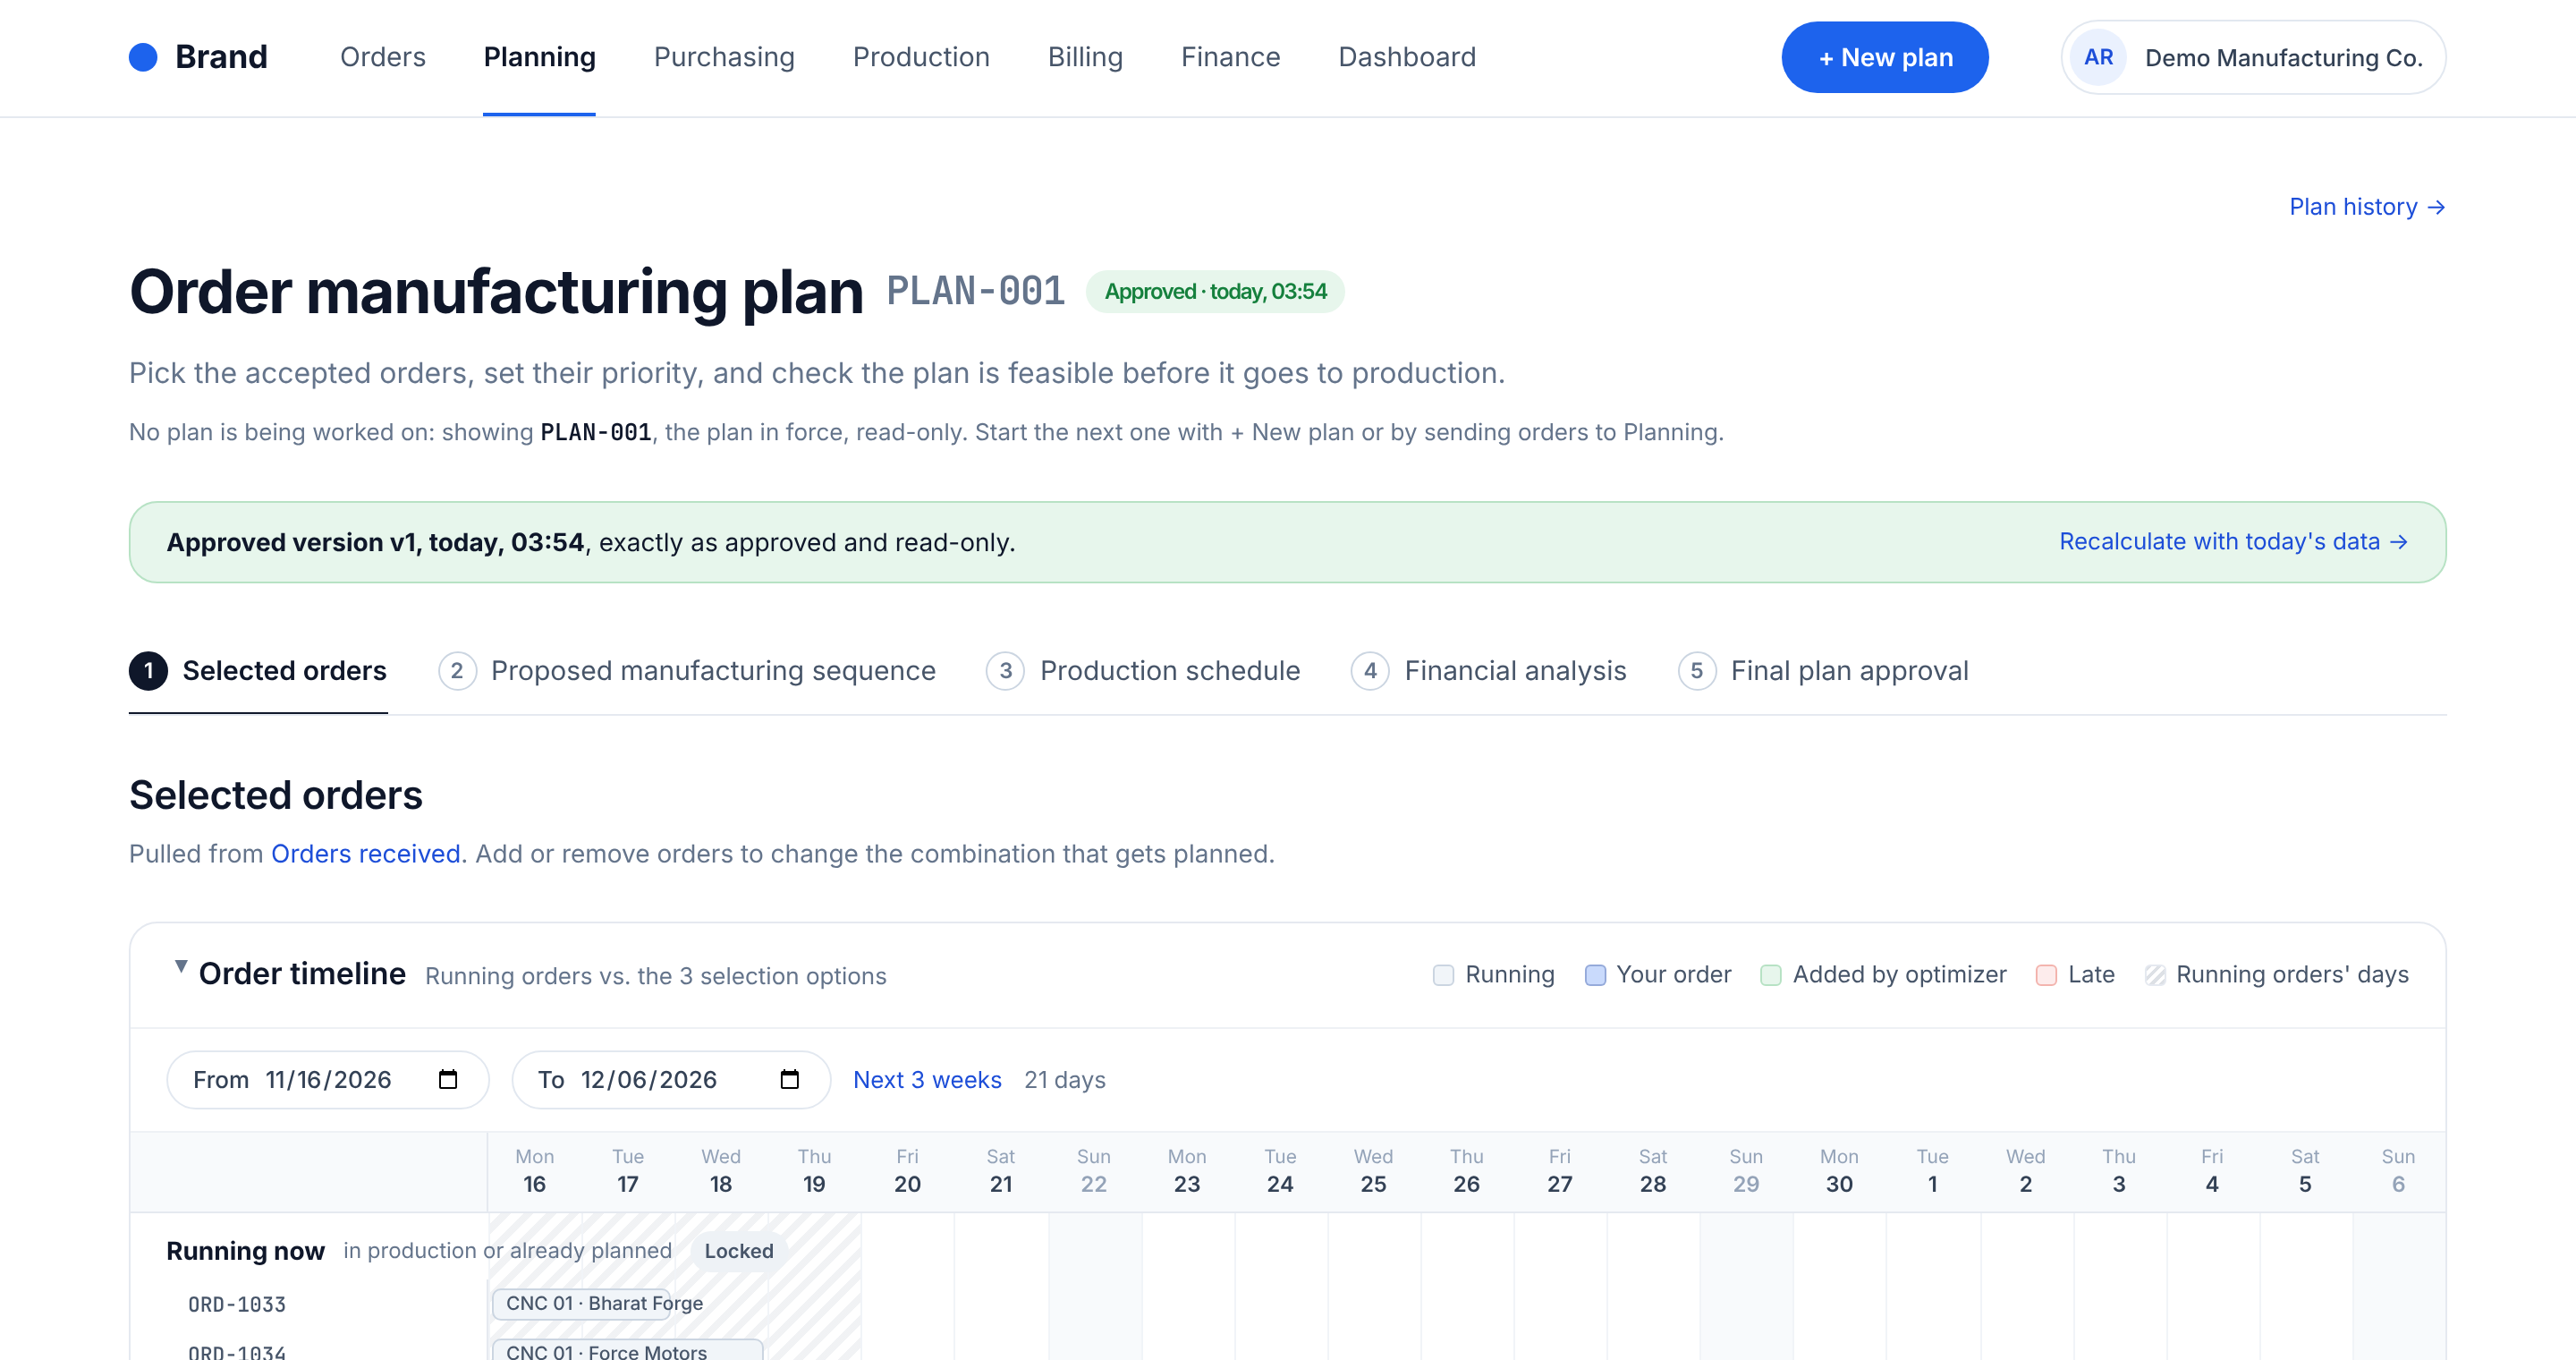 Brand Orders Planning Purchasing Production Billing Finance Dashboard + New plan AR Demo Manufacturing Co.
Plan history →
Order manufacturing plan PLAN-001 Approved · today, 03:54
Pick the accepted orders, set their priority, and check the plan is feasible before it goes to production.
No plan is being worked on: showing PLAN-001, the plan in force, read-only. Start the next one with + New plan or by sending orders to Planning.
Approved version v1, today, 03:54, exactly as approved and read-only. Recalculate with today's data →
1 Selected orders 2 Proposed manufacturing sequence 3 Production schedule 4 Financial analysis 5 Final plan approval
Selected orders
Pulled from Orders received. Add or remove orders to change the combination that gets planned.
▼ Order timeline Running orders vs. the 3 selection options Running Your order Added by optimizer Late Running orders' days
From 11/16/2026 To 12/06/2026 Next 3 weeks 21 days
Mon Tue Wed Thu Fri Sat Sun Mon Tue Wed Thu Fri Sat Sun Mon Tue Wed Thu Fri Sat Sun
16 17 18 19 20 21 22 23 24 25 26 27 28 29 30 1 2 3 4 5 6
Running now in production or already planned Locked
ORD-1033 CNC 01 · Bharat Forge
ORD-1034 CNC 01 · Force Motors